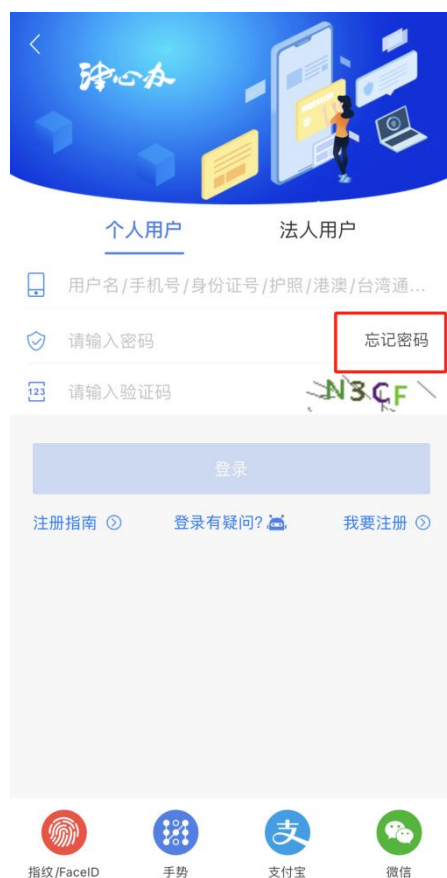 津心办
个人用户 法人用户
用户名/手机号/身份证号/护照/港澳/台湾通...
请输入密码 忘记密码
123 请输入验证码 N3CF
登录
注册指南 登录有疑问? 我要注册
指纹/FaceID 手势 支付宝 微信